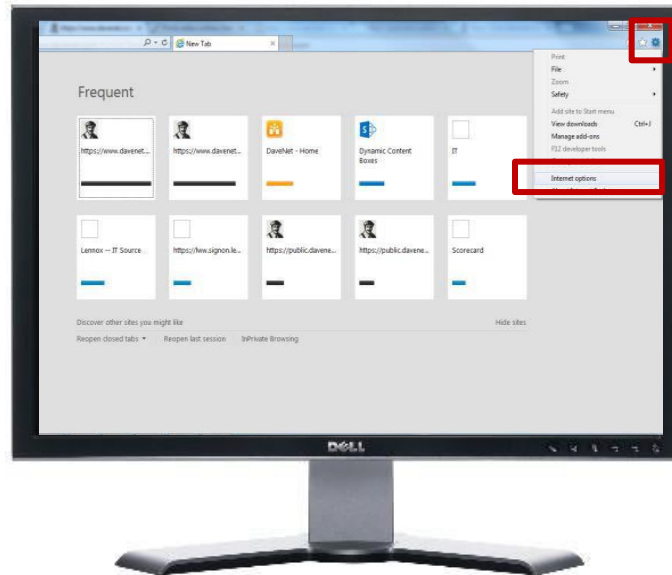 New Tab
Print
File
Zoom
Safety
Add site to Start menu
View downloads Ctrl+J
Manage add-ons
F12 developer tools
Internet options
Frequent
https://www.davenet...
https://www.davenet...
DaveNet - Home
Dynamic Content
Boxes
IT
Lennox -- IT Source
https://lww.signon.le...
https://public.davene...
https://public.davene...
Scorecard
Discover other sites you might like
Hide sites
Reopen closed tabs
Reopen last session
InPrivate Browsing
DELL